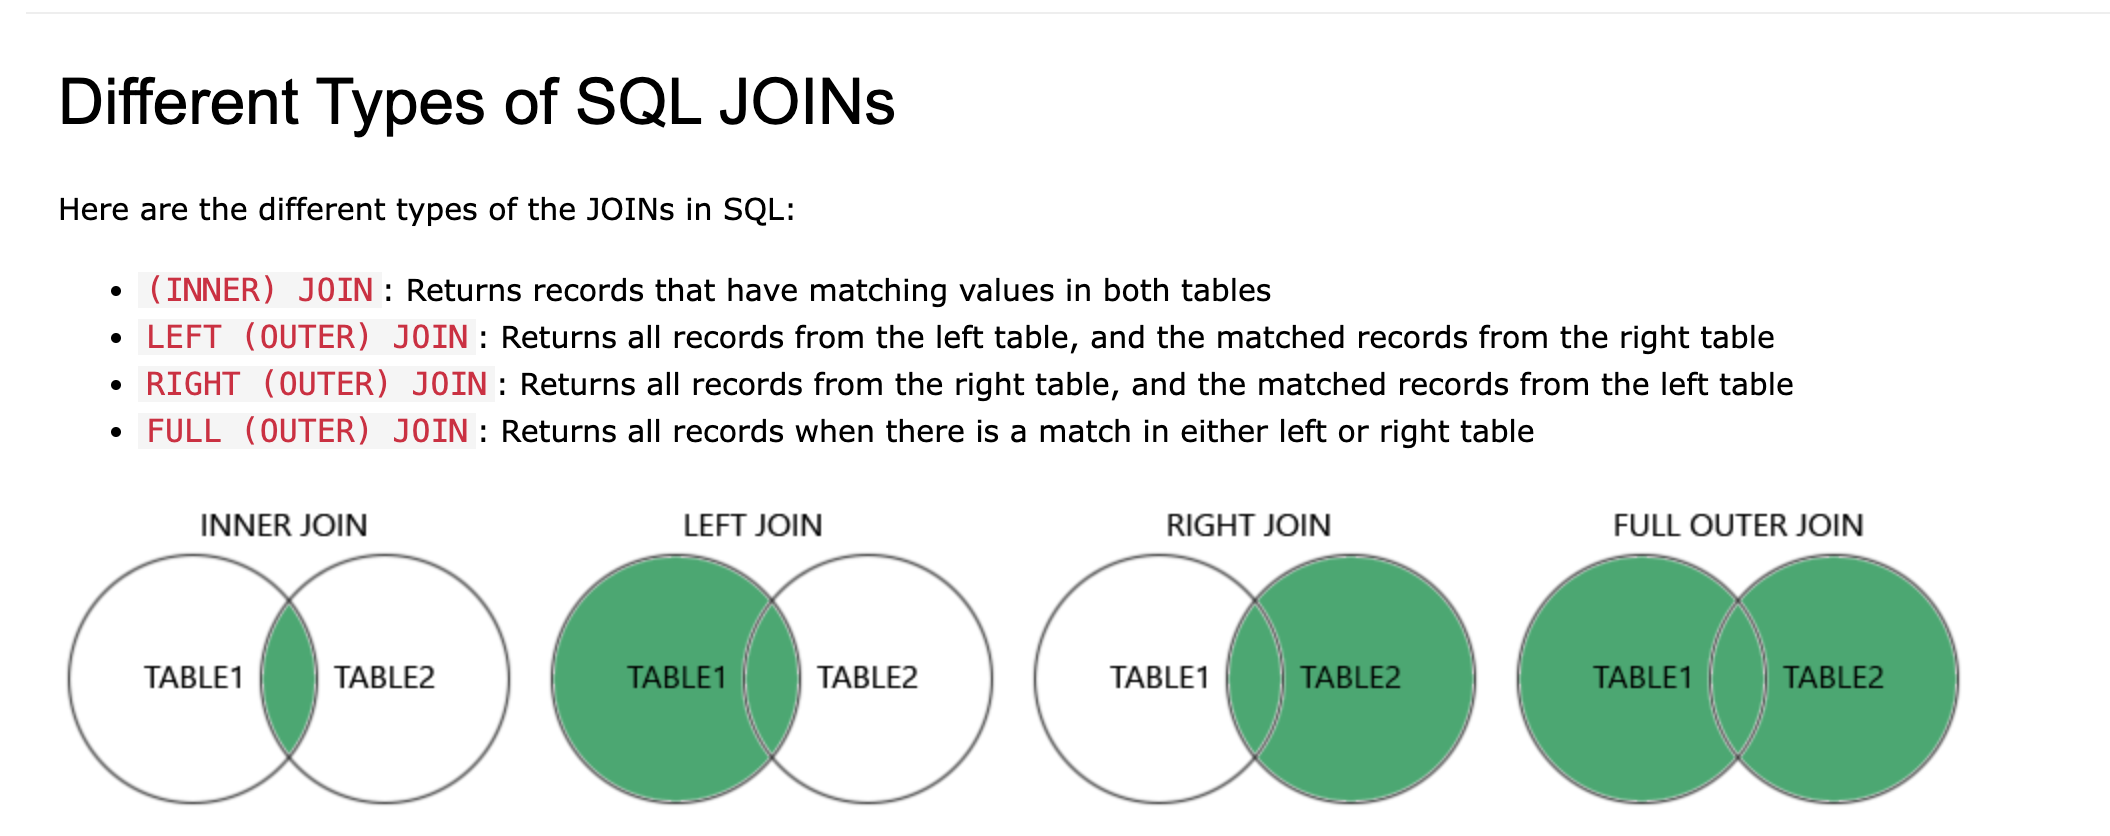 Different Types of SQL JOINs
Here are the different types of the JOINs in SQL:
(INNER) JOIN: Returns records that have matching values in both tables
LEFT (OUTER) JOIN: Returns all records from the left table, and the matched records from the right table
RIGHT (OUTER) JOIN: Returns all records from the right table, and the matched records from the left table
FULL (OUTER) JOIN: Returns all records when there is a match in either left or right table
INNER JOIN
TABLE1 TABLE2
LEFT JOIN
TABLE1 TABLE2
RIGHT JOIN
TABLE1 TABLE2
FULL OUTER JOIN
TABLE1 TABLE2